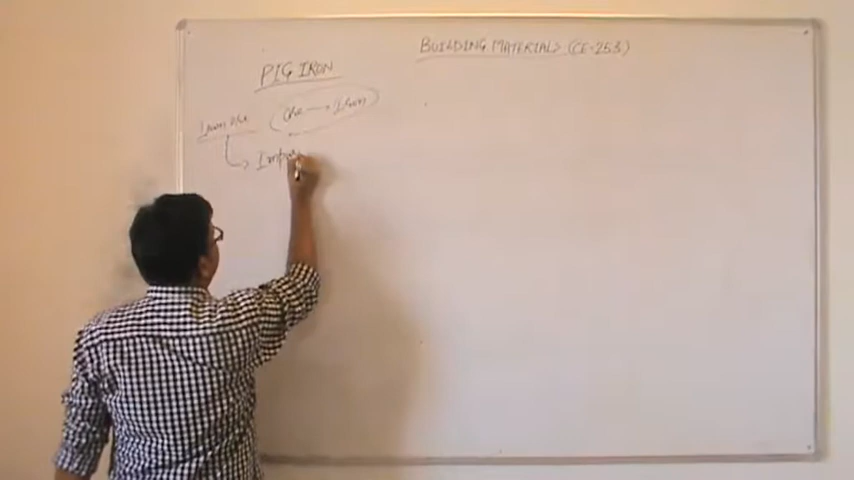 BUILDING MATERIALS (CE-253)
PIG IRON
Ore → Iron
Iron Ore
→ Impu